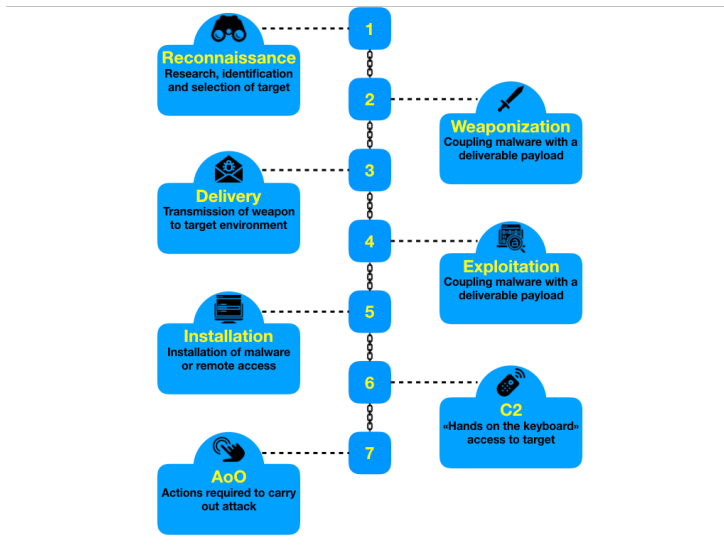 1
Reconnaissance
Research, identification
and selection of target
2
Weaponization
Coupling malware with a
deliverable payload
3
Delivery
Transmission of weapon
to target environment
4
Exploitation
Coupling malware with a
deliverable payload
5
Installation
Installation of malware
or remote access
6
C2
«Hands on the keyboard»
access to target
7
AoO
Actions required to carry
out attack